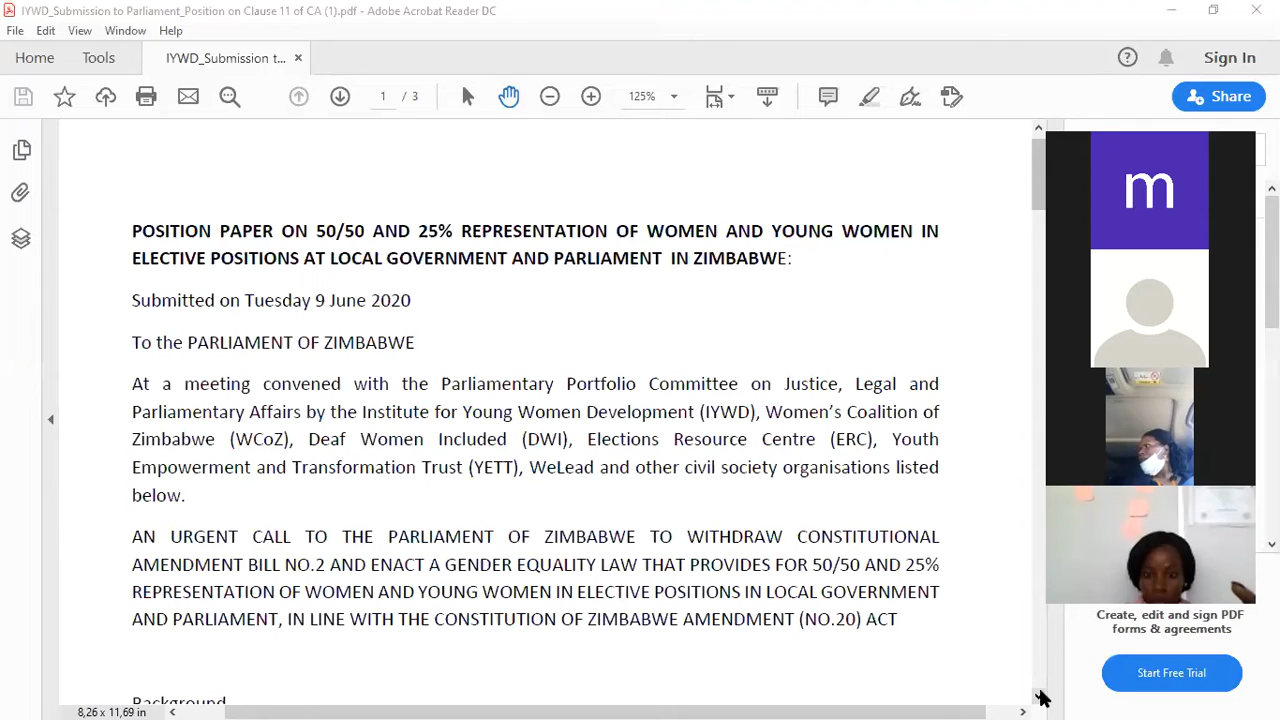 IYWD_Submission to Parliament_Position on Clause 11 of CA (1).pdf - Adobe Acrobat Reader DC
File Edit View Window Help
Home Tools IYWD_Submission t... × Sign In
1 / 3 125% Share
m
POSITION PAPER ON 50/50 AND 25% REPRESENTATION OF WOMEN AND YOUNG WOMEN IN
ELECTIVE POSITIONS AT LOCAL GOVERNMENT AND PARLIAMENT IN ZIMBABWE:
Submitted on Tuesday 9 June 2020
To the PARLIAMENT OF ZIMBABWE
At a meeting convened with the Parliamentary Portfolio Committee on Justice, Legal and
Parliamentary Affairs by the Institute for Young Women Development (IYWD), Women's Coalition of
Zimbabwe (WCoZ), Deaf Women Included (DWI), Elections Resource Centre (ERC), Youth
Empowerment and Transformation Trust (YETT), WeLead and other civil society organisations listed
below.
AN URGENT CALL TO THE PARLIAMENT OF ZIMBABWE TO WITHDRAW CONSTITUTIONAL
AMENDMENT BILL NO.2 AND ENACT A GENDER EQUALITY LAW THAT PROVIDES FOR 50/50 AND 25%
REPRESENTATION OF WOMEN AND YOUNG WOMEN IN ELECTIVE POSITIONS IN LOCAL GOVERNMENT
AND PARLIAMENT, IN LINE WITH THE CONSTITUTION OF ZIMBABWE AMENDMENT (NO.20) ACT
Background
Create, edit and sign PDF
forms & agreements
Start Free Trial
8,26 x 11,69 in